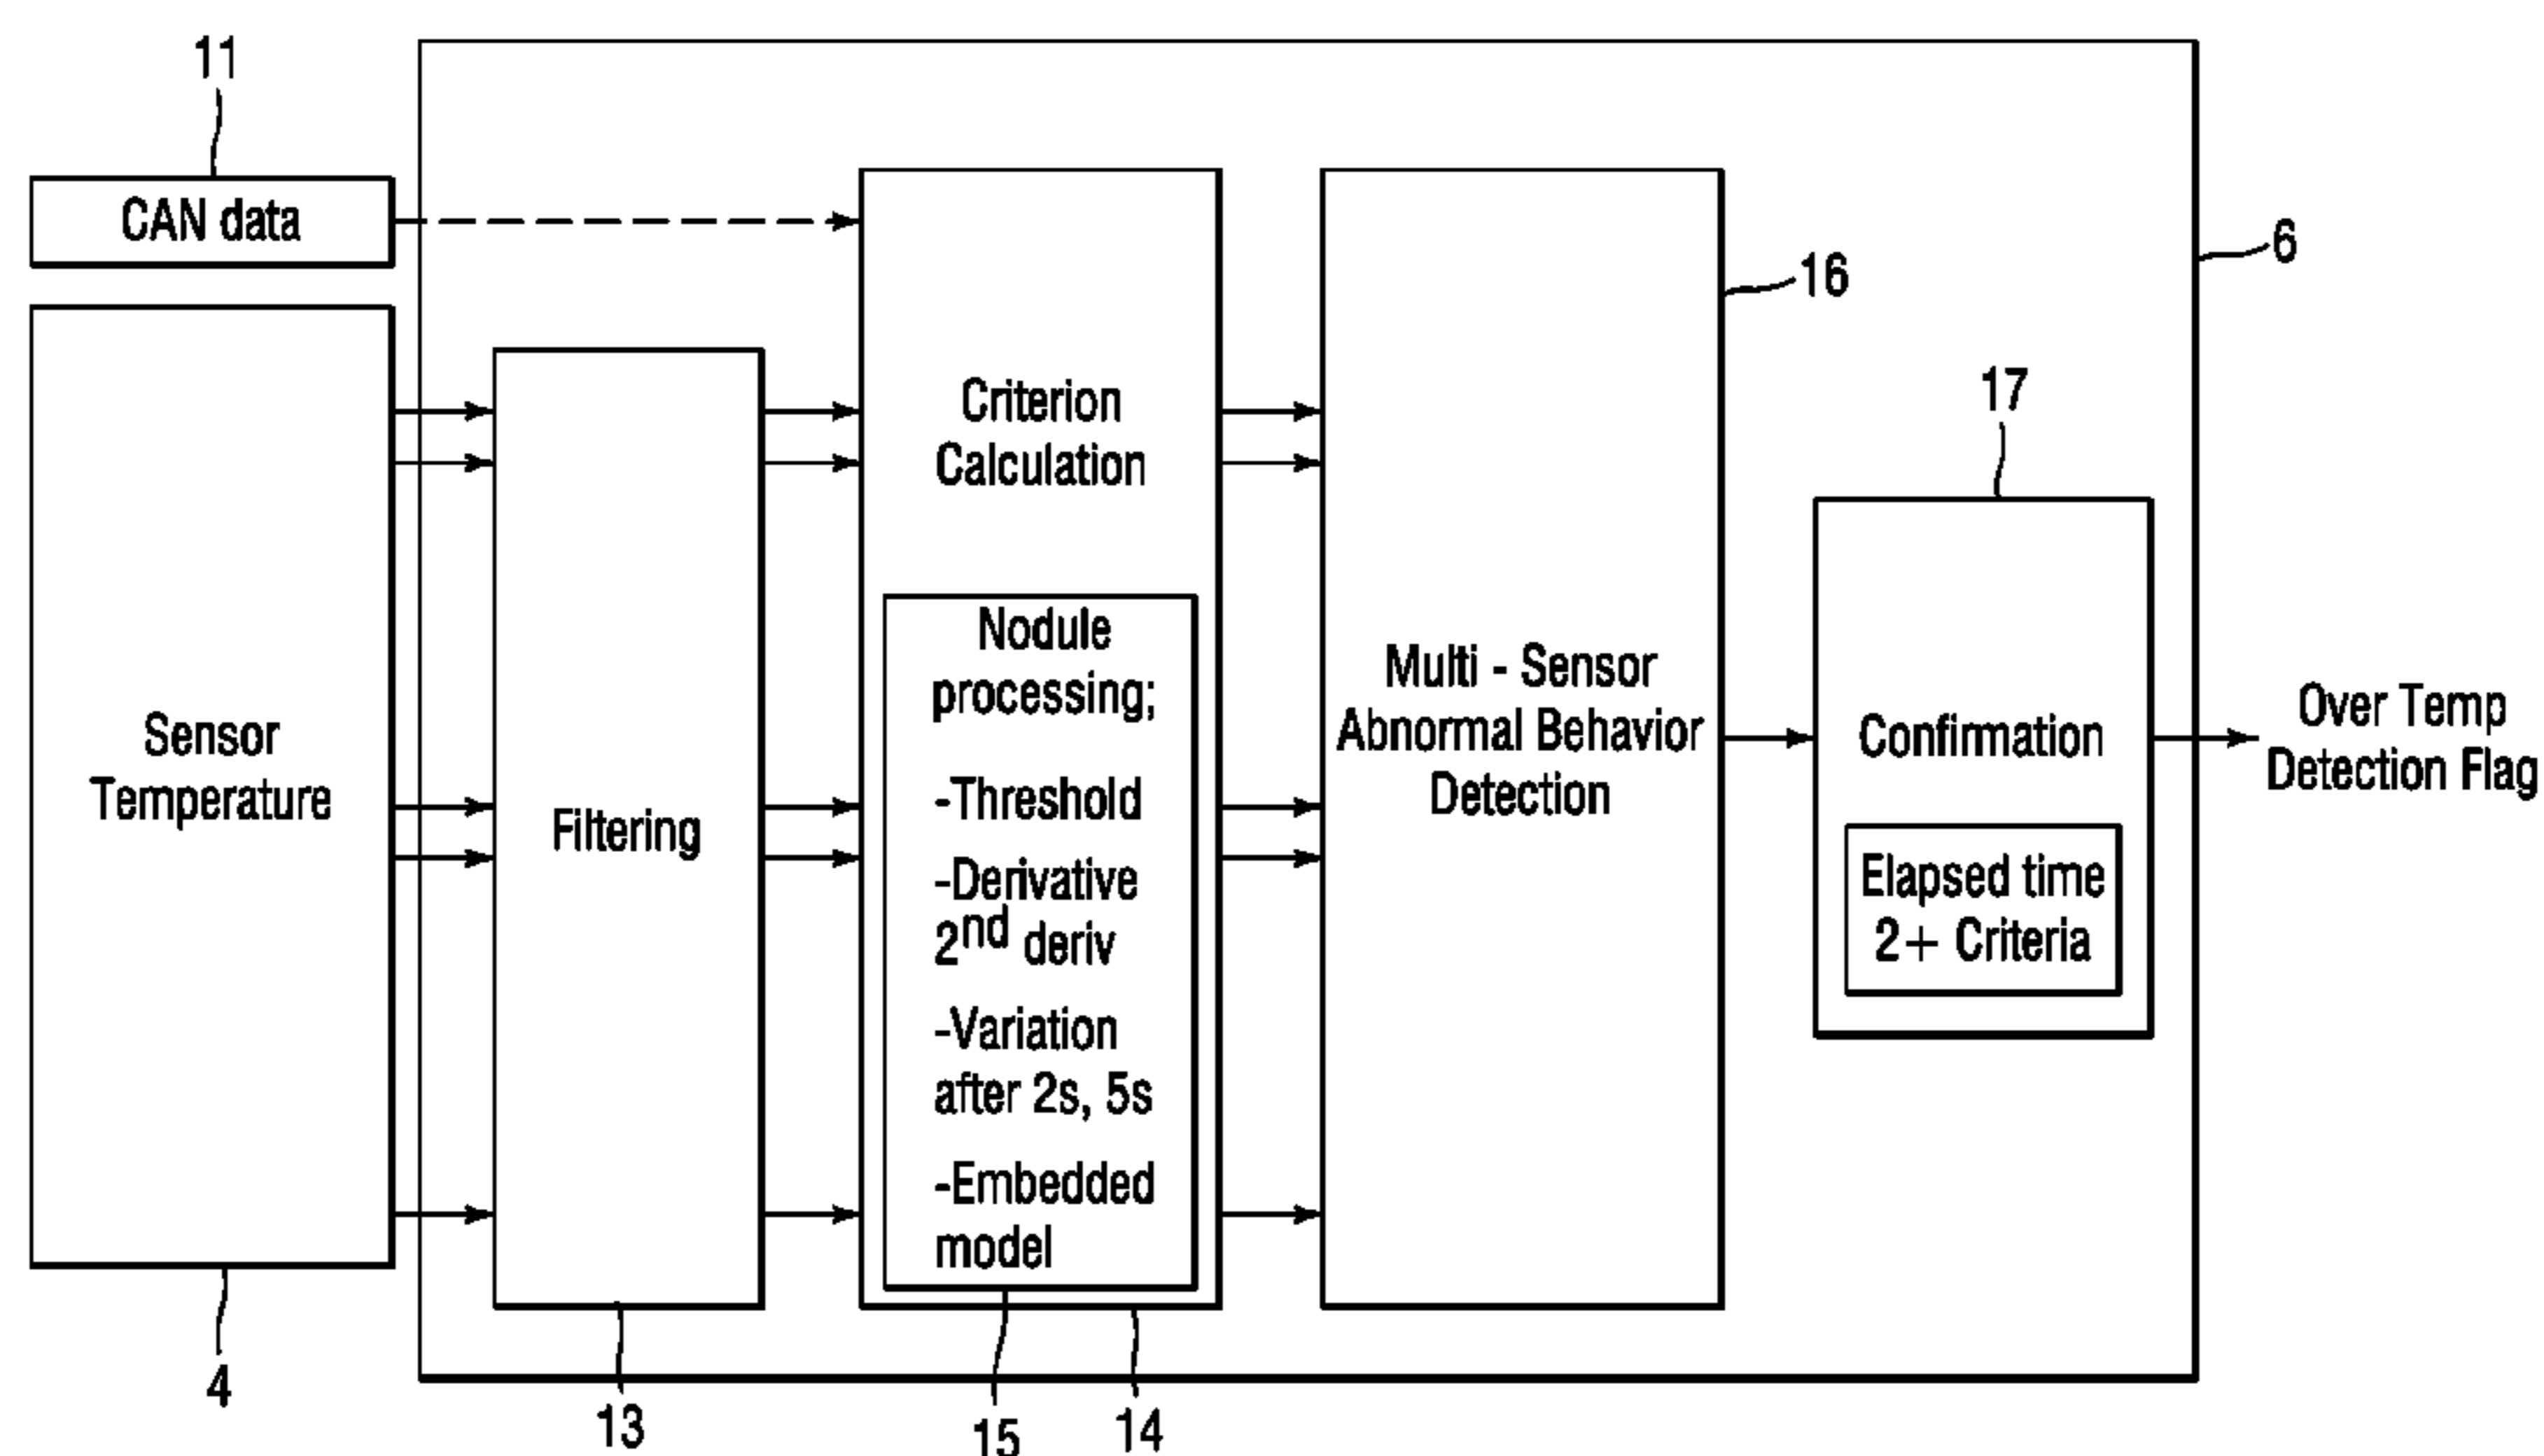 11
CAN data
6
16
17
Criterion
Calculation
Sensor
Temperature
Filtering
Nodule
processing;
-Threshold
-Derivative
2nd deriv
-Variation
after 2s, 5s
-Embedded
model
Multi - Sensor
Abnormal Behavior
Detection
Confirmation
Elapsed time
2+ Criteria
Over Temp
Detection Flag
4
13
15
14